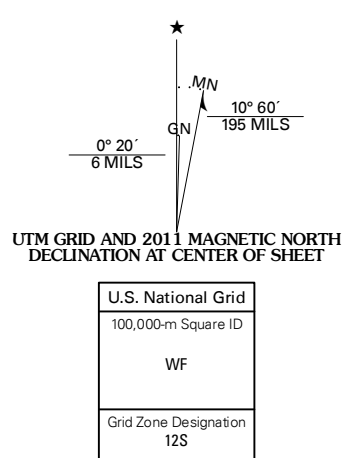 ★
MN
GN
10° 60´
195 MILS
0° 20´
6 MILS
UTM GRID AND 2011 MAGNETIC NORTH
DECLINATION AT CENTER OF SHEET
U.S. National Grid
100,000-m Square ID
WF
Grid Zone Designation
12S